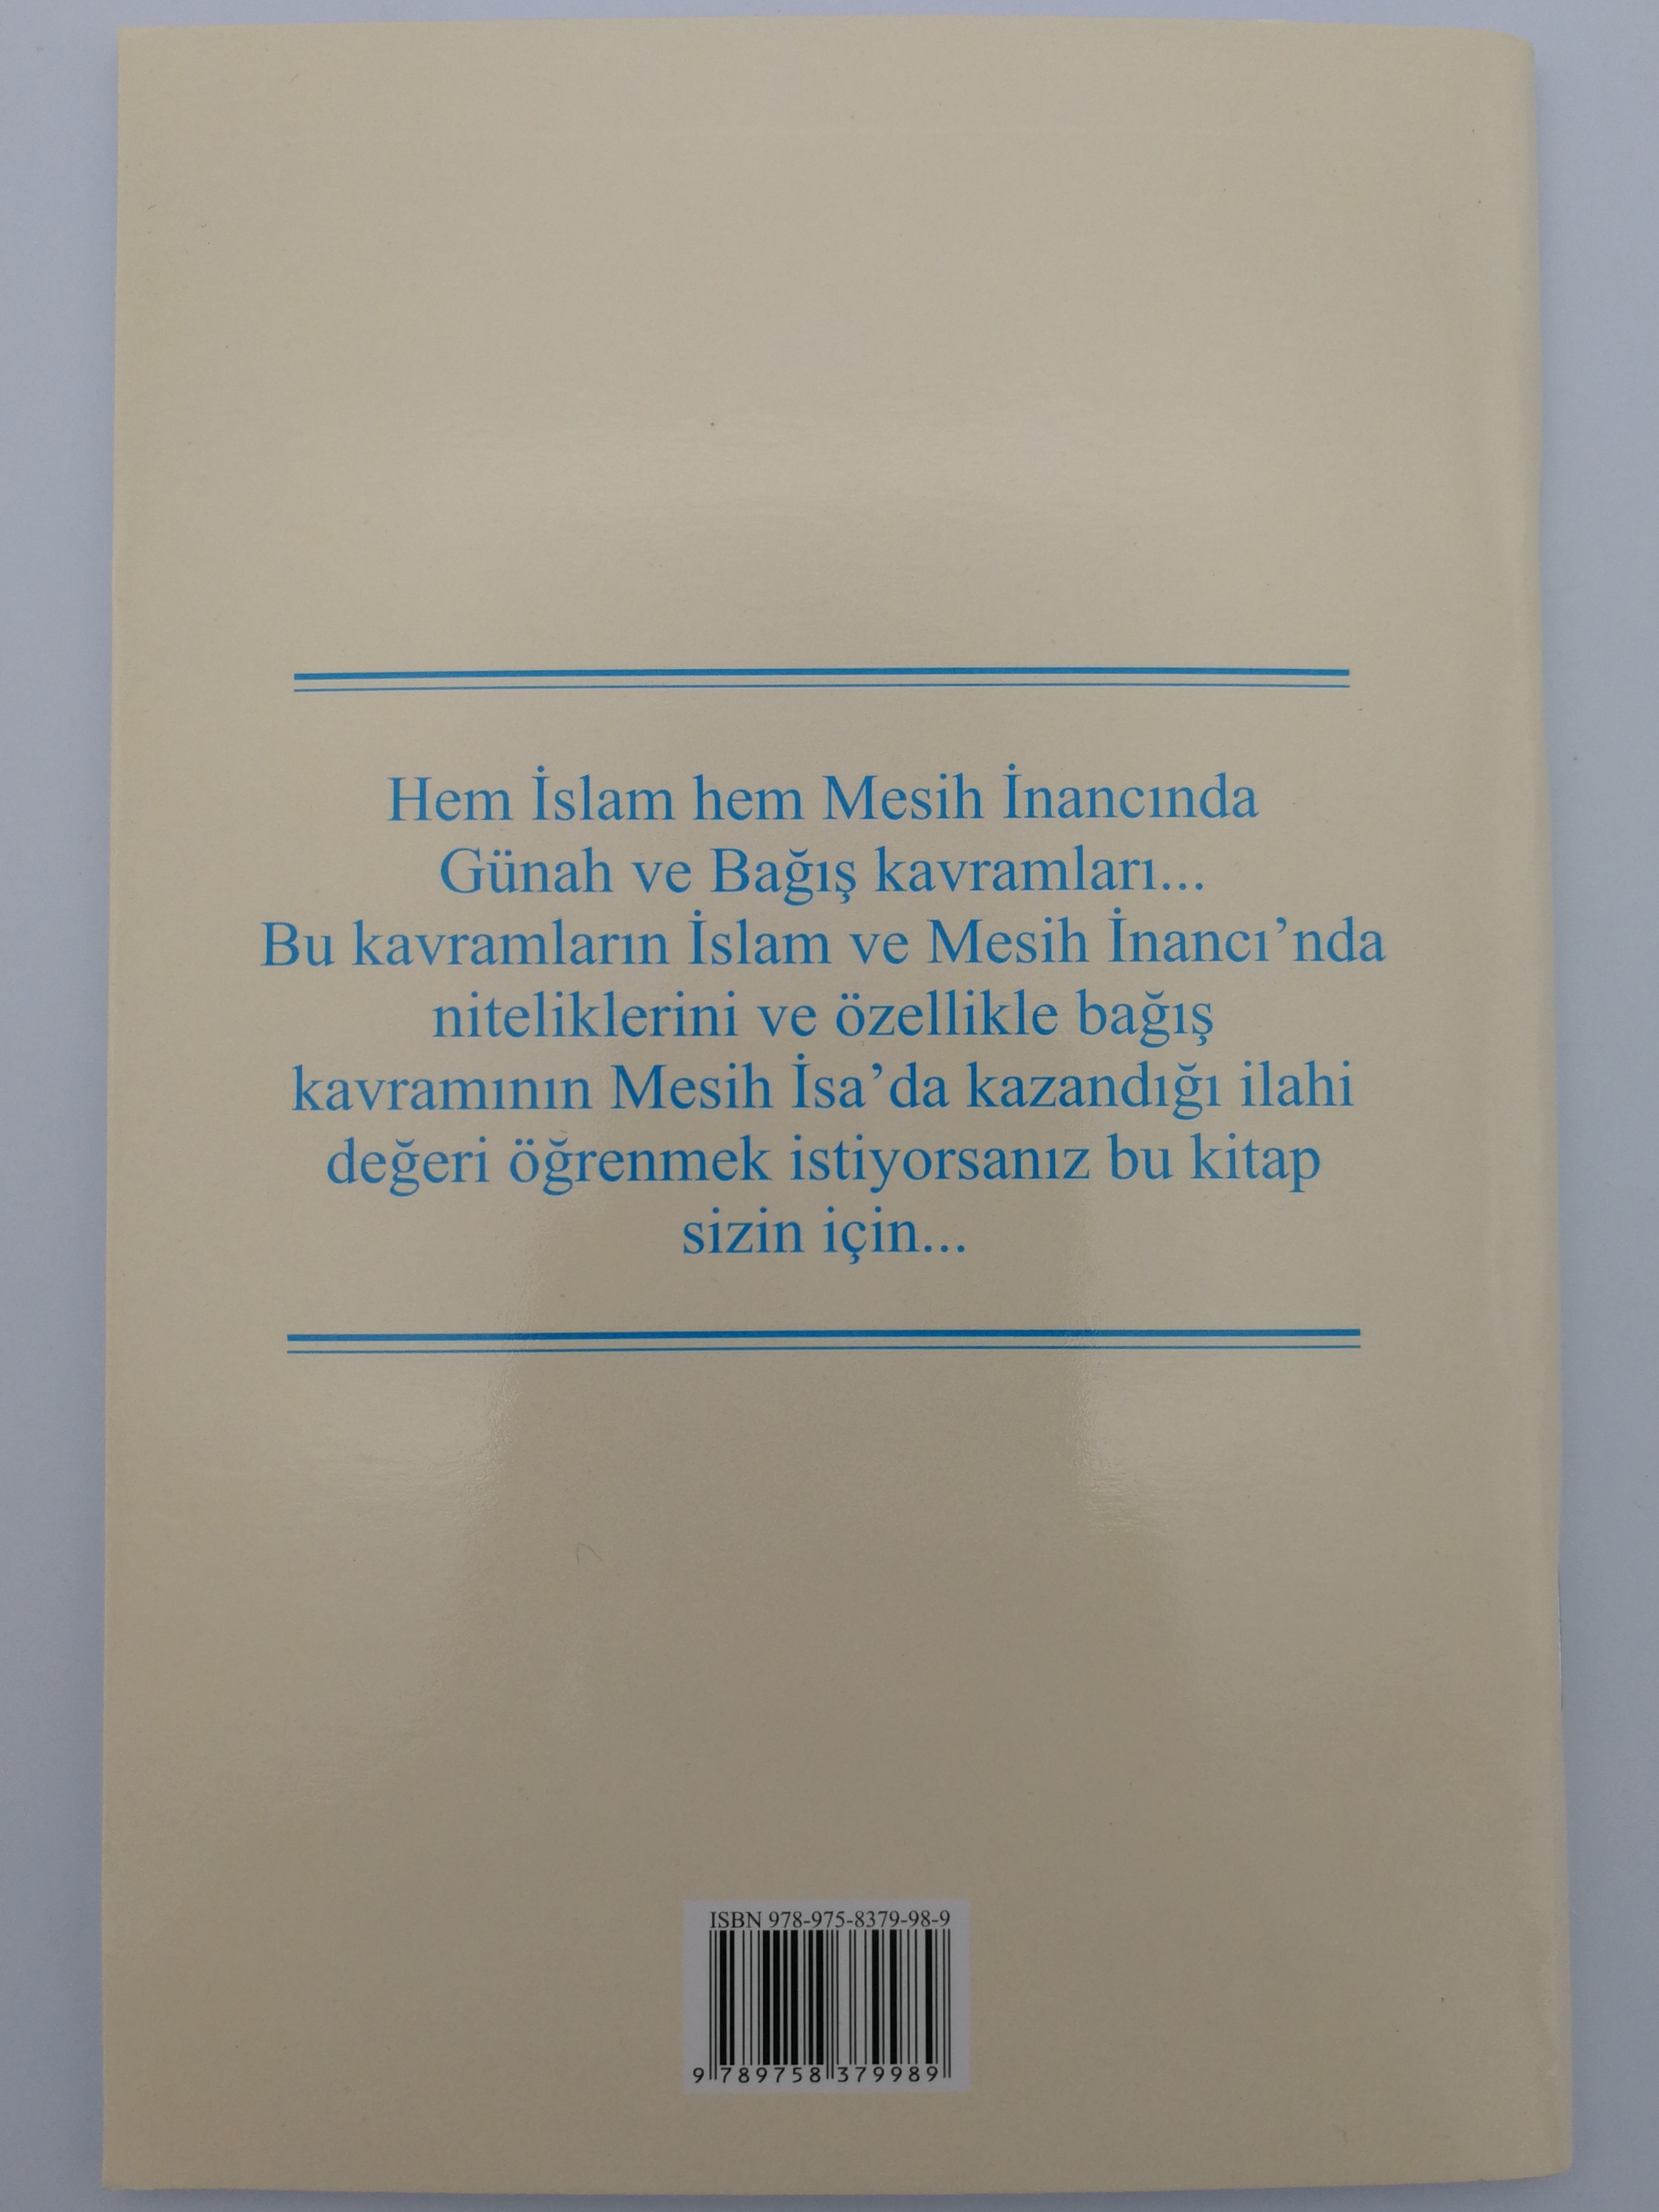 Hem İslam hem Mesih İnancında
Günah ve Bağış kavramları...
Bu kavramların İslam ve Mesih İnancı’nda
niteliklerini ve özellikle bağış
kavramının Mesih İsa’da kazandığı ilahi
değeri öğrenmek istiyorsanız bu kitap
sizin için...
ISBN 978-975-8379-98-9
9 789758 379989